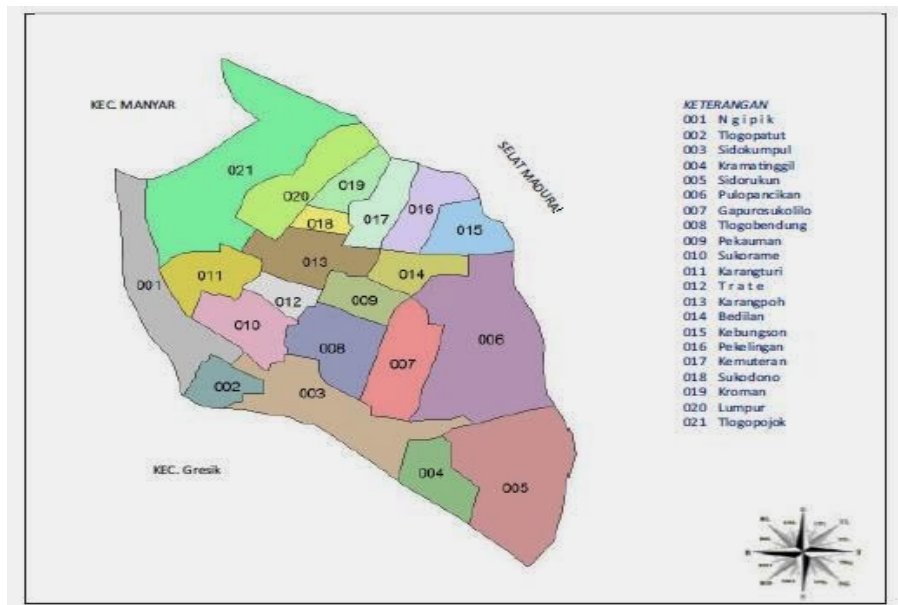 KEC. MANYAR
SELAT MADURA!
KETERANGAN
001 N g i p i k
002 Tlogopatut
003 Sidokumpul
004 Kramatinggil
005 Sidorukun
006 Pulopancikan
007 Gapurosukolilo
008 Tlogobendung
009 Pekauman
010 Sukorame
011 Karangturi
012 T r a t e
013 Karangpoh
014 Bedilan
015 Kebungson
016 Pekelingan
017 Kemuteran
018 Sukodono
019 Kroman
020 Lumpur
021 Tlogopojok
021
020
019
018
017
016
015
013
014
011
001
012
009
010
008
007
006
002
003
004
005
KEC. Gresik